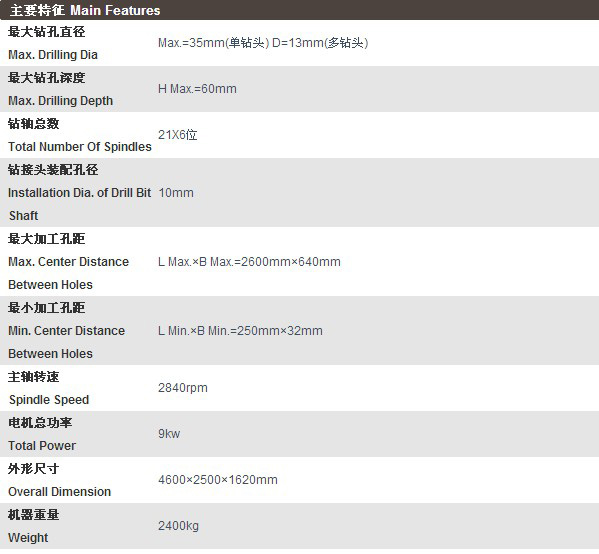 主要特征 Main Features
最大钻孔直径
Max. Drilling Dia
Max.=35mm(单钻头) D=13mm(多钻头)
最大钻孔深度
Max. Drilling Depth
H Max.=60mm
钻轴总数
Total Number Of Spindles
21X6位
钻接头装配孔径
Installation Dia. of Drill Bit
Shaft
10mm
最大加工孔距
Max. Center Distance
Between Holes
L Max.×B Max.=2600mm×640mm
最小加工孔距
Min. Center Distance
Between Holes
L Min.×B Min.=250mm×32mm
主轴转速
Spindle Speed
2840rpm
电机总功率
Total Power
9kw
外形尺寸
Overall Dimension
4600×2500×1620mm
机器重量
Weight
2400kg